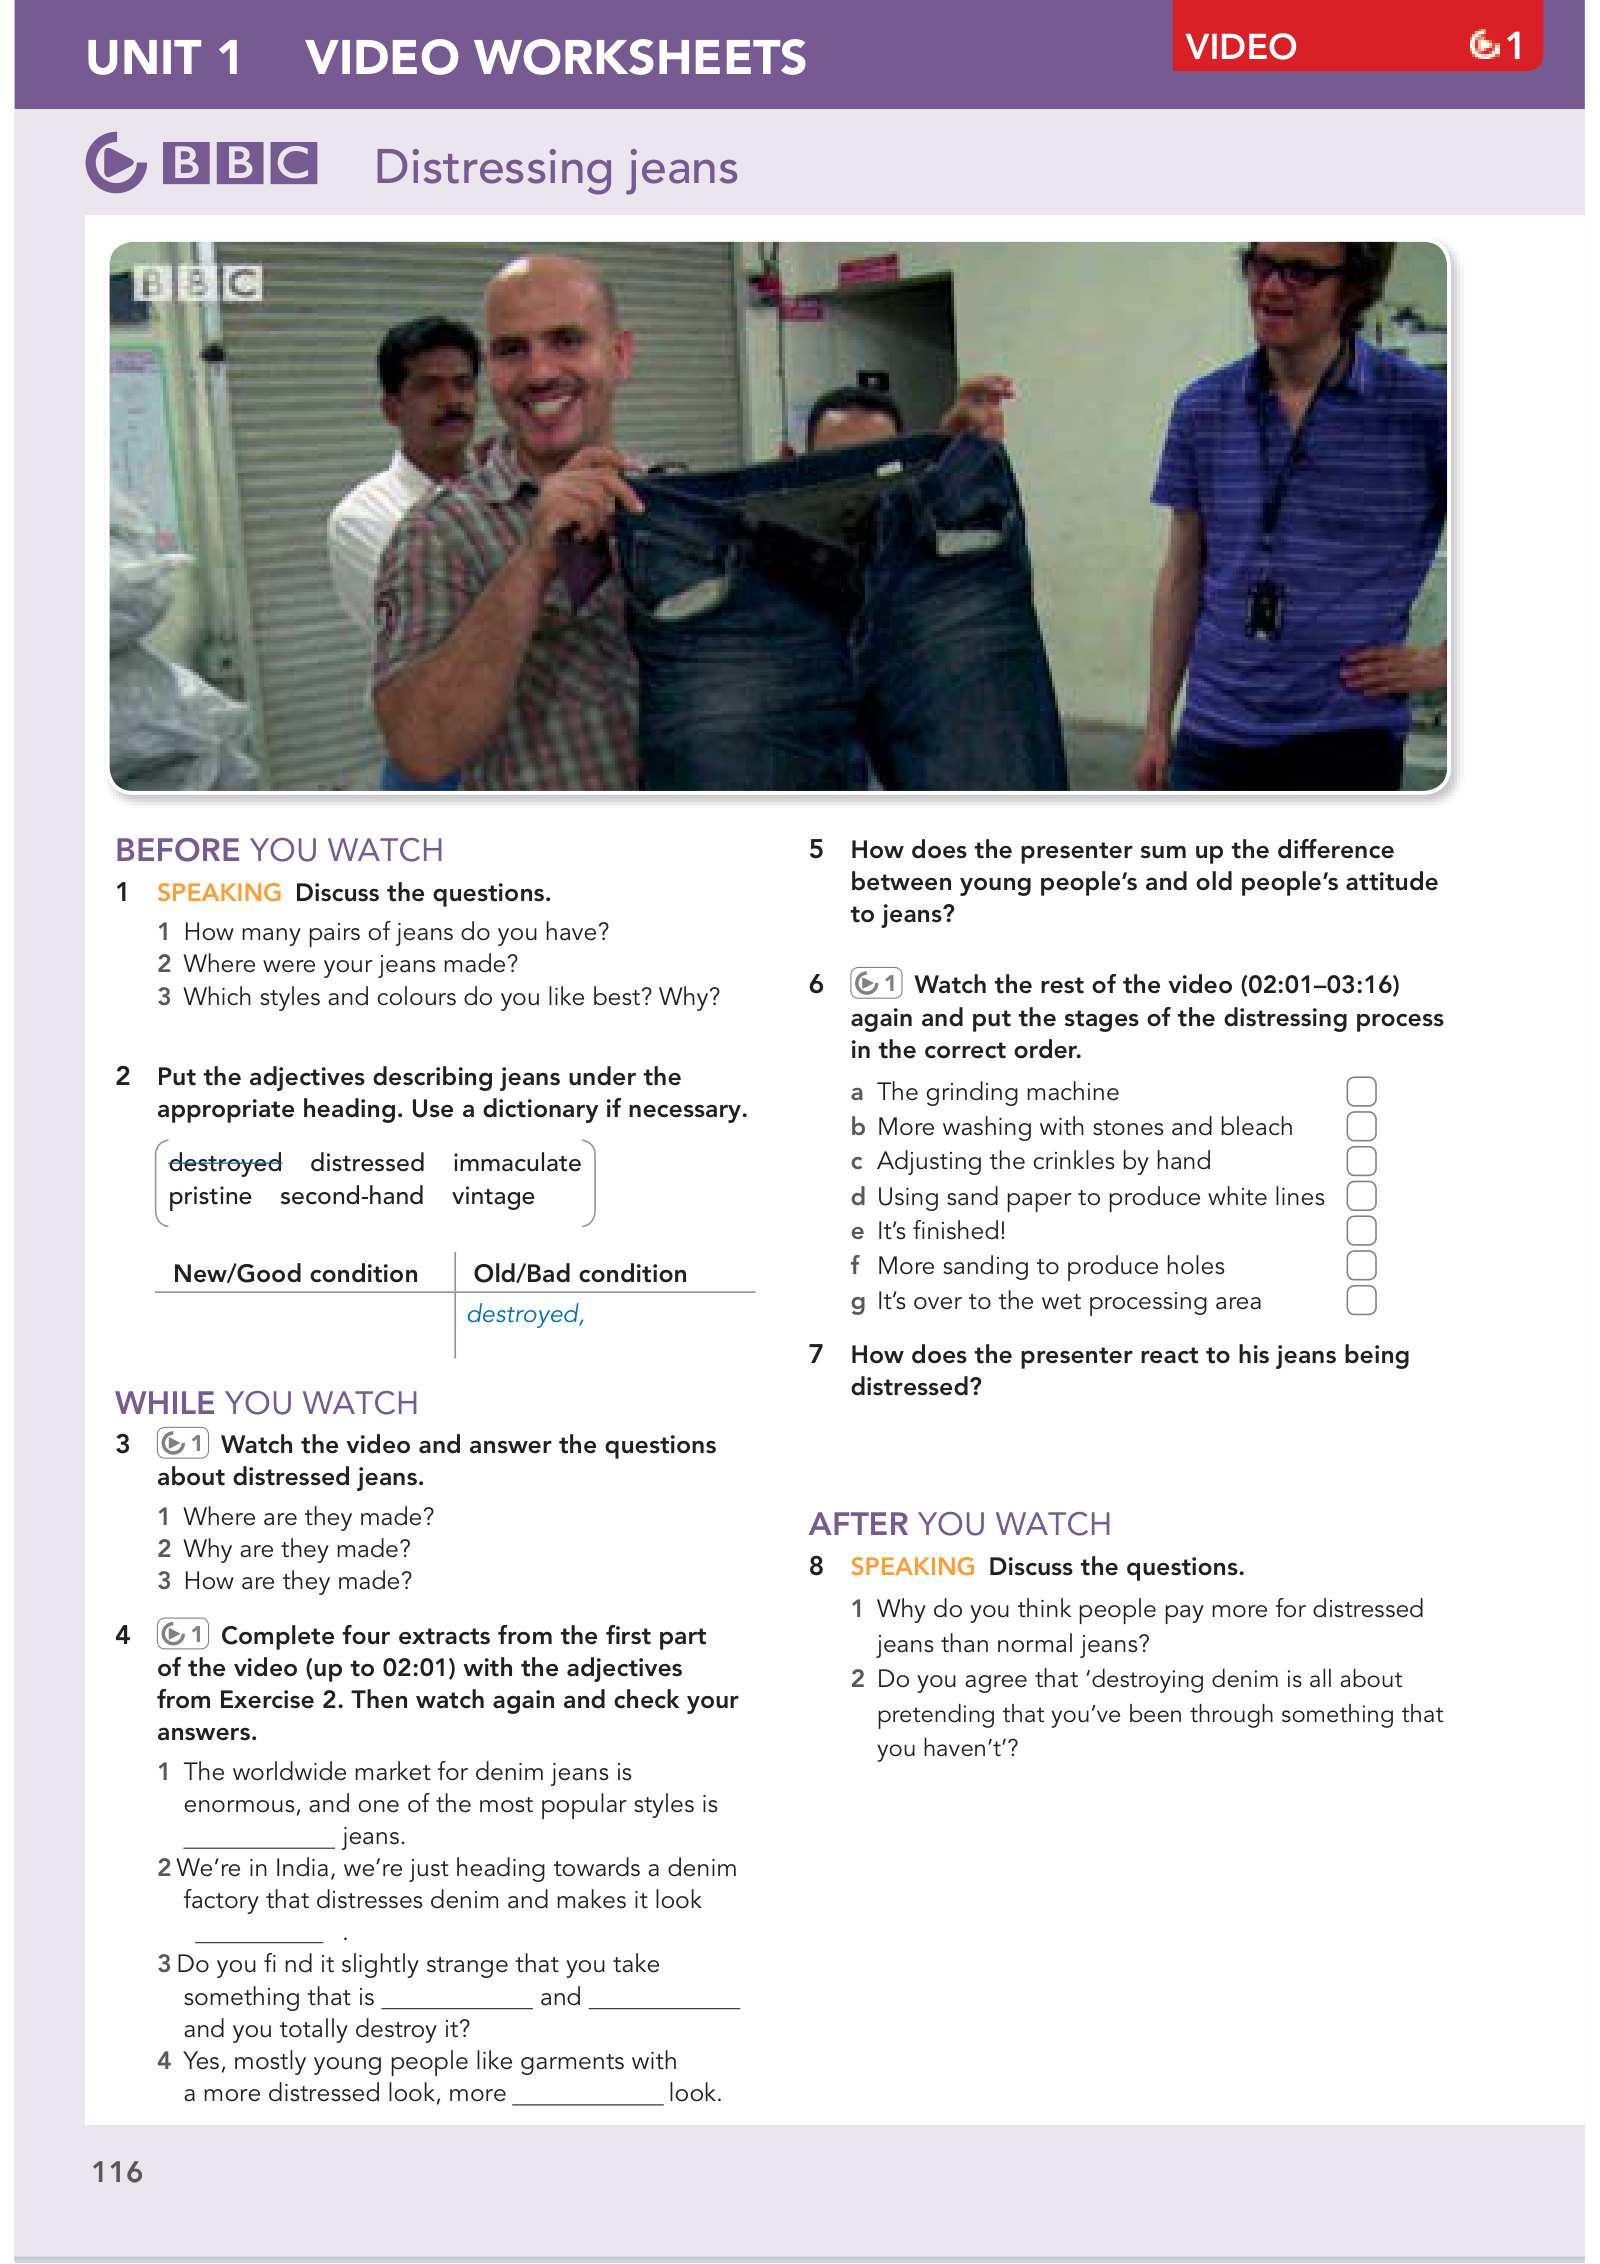 UNIT 1 VIDEO WORKSHEETS
VIDEO 1
BBC Distressing jeans
BBC
BEFORE YOU WATCH
1 SPEAKING Discuss the questions.
1 How many pairs of jeans do you have?
2 Where were your jeans made?
3 Which styles and colours do you like best? Why?
2 Put the adjectives describing jeans under the
appropriate heading. Use a dictionary if necessary.
destroyed distressed immaculate
pristine second-hand vintage
New/Good condition Old/Bad condition
destroyed,
WHILE YOU WATCH
3 1 Watch the video and answer the questions
about distressed jeans.
1 Where are they made?
2 Why are they made?
3 How are they made?
4 1 Complete four extracts from the first part
of the video (up to 02:01) with the adjectives
from Exercise 2. Then watch again and check your
answers.
1 The worldwide market for denim jeans is
enormous, and one of the most popular styles is
____________ jeans.
2 We're in India, we're just heading towards a denim
factory that distresses denim and makes it look
__________ .
3 Do you fi nd it slightly strange that you take
something that is ____________ and ____________
and you totally destroy it?
4 Yes, mostly young people like garments with
a more distressed look, more ____________ look.
5 How does the presenter sum up the difference
between young people's and old people's attitude
to jeans?
6 1 Watch the rest of the video (02:01–03:16)
again and put the stages of the distressing process
in the correct order.
a The grinding machine
b More washing with stones and bleach
c Adjusting the crinkles by hand
d Using sand paper to produce white lines
e It's finished!
f More sanding to produce holes
g It's over to the wet processing area
7 How does the presenter react to his jeans being
distressed?
AFTER YOU WATCH
8 SPEAKING Discuss the questions.
1 Why do you think people pay more for distressed
jeans than normal jeans?
2 Do you agree that 'destroying denim is all about
pretending that you've been through something that
you haven't'?
116